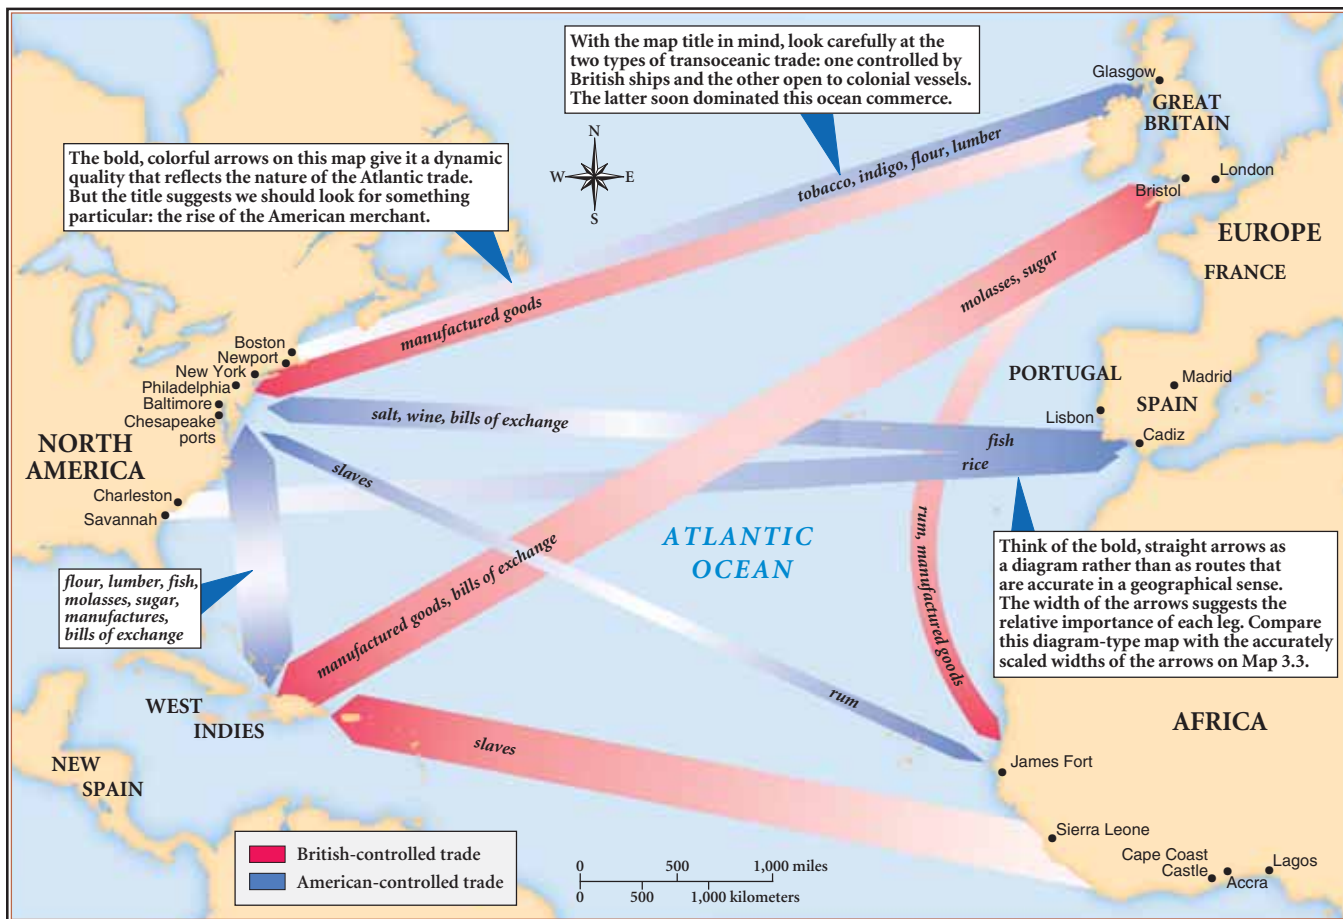 With the map title in mind, look carefully at the
two types of transoceanic trade: one controlled by
British ships and the other open to colonial vessels.
The latter soon dominated this ocean commerce.
The bold, colorful arrows on this map give it a dynamic
quality that reflects the nature of the Atlantic trade.
But the title suggests we should look for something
particular: the rise of the American merchant.
N
W
E
S
Glasgow
GREAT
BRITAIN
London
Bristol
EUROPE
FRANCE
tobacco, indigo, flour, lumber
manufactured goods
molasses, sugar
Boston
Newport
New York
Philadelphia
Baltimore
Chesapeake
ports
NORTH
AMERICA
Charleston
Savannah
PORTUGAL
Madrid
SPAIN
Lisbon
Cadiz
salt, wine, bills of exchange
fish
rice
slaves
ATLANTIC
OCEAN
rum, manufactured goods
manufactured goods, bills of exchange
flour, lumber, fish,
molasses, sugar,
manufactures,
bills of exchange
Think of the bold, straight arrows as
a diagram rather than as routes that
are accurate in a geographical sense.
The width of the arrows suggests the
relative importance of each leg. Compare
this diagram-type map with the accurately
scaled widths of the arrows on Map 3.3.
rum
WEST
INDIES
slaves
AFRICA
NEW
SPAIN
James Fort
Sierra Leone
Cape Coast
Castle
Accra
Lagos
British-controlled trade
American-controlled trade
0 500 1,000 miles
0 500 1,000 kilometers